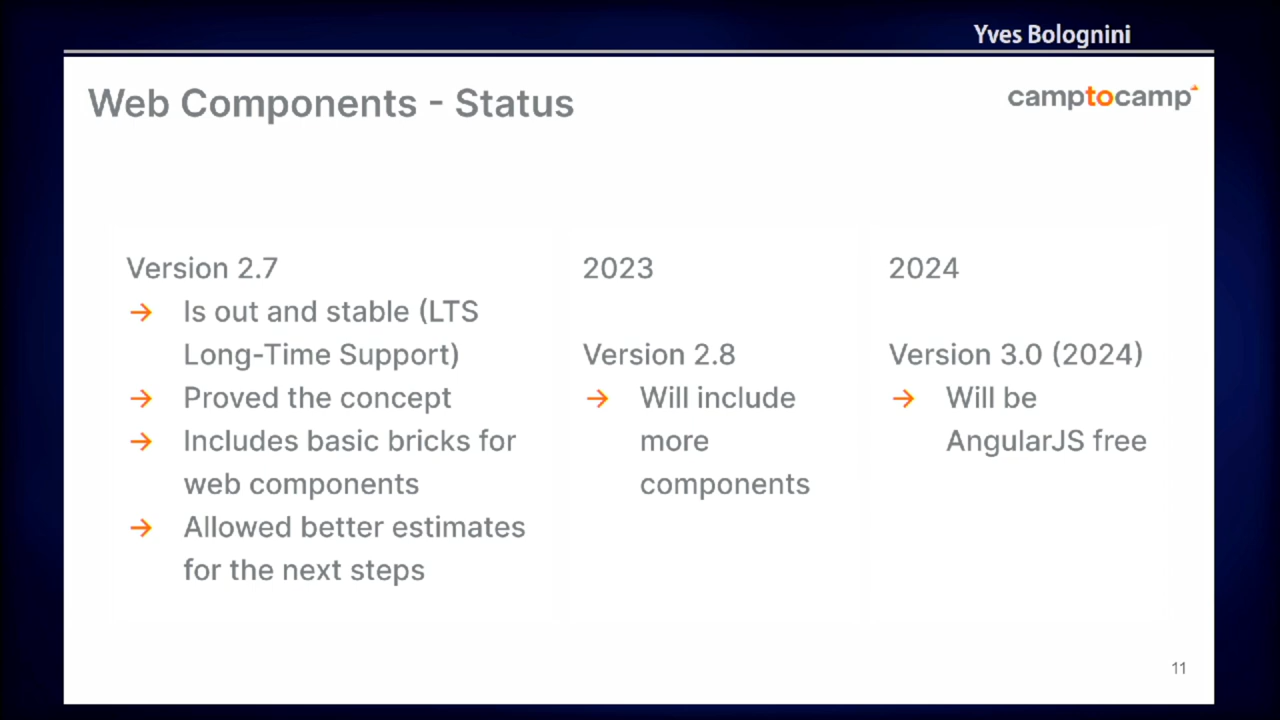 Yves Bolognini
Web Components - Status
camptocamp
Version 2.7
→ Is out and stable (LTS
Long-Time Support)
→ Proved the concept
→ Includes basic bricks for
web components
→ Allowed better estimates
for the next steps
2023
Version 2.8
→ Will include
more
components
2024
Version 3.0 (2024)
→ Will be
AngularJS free
11